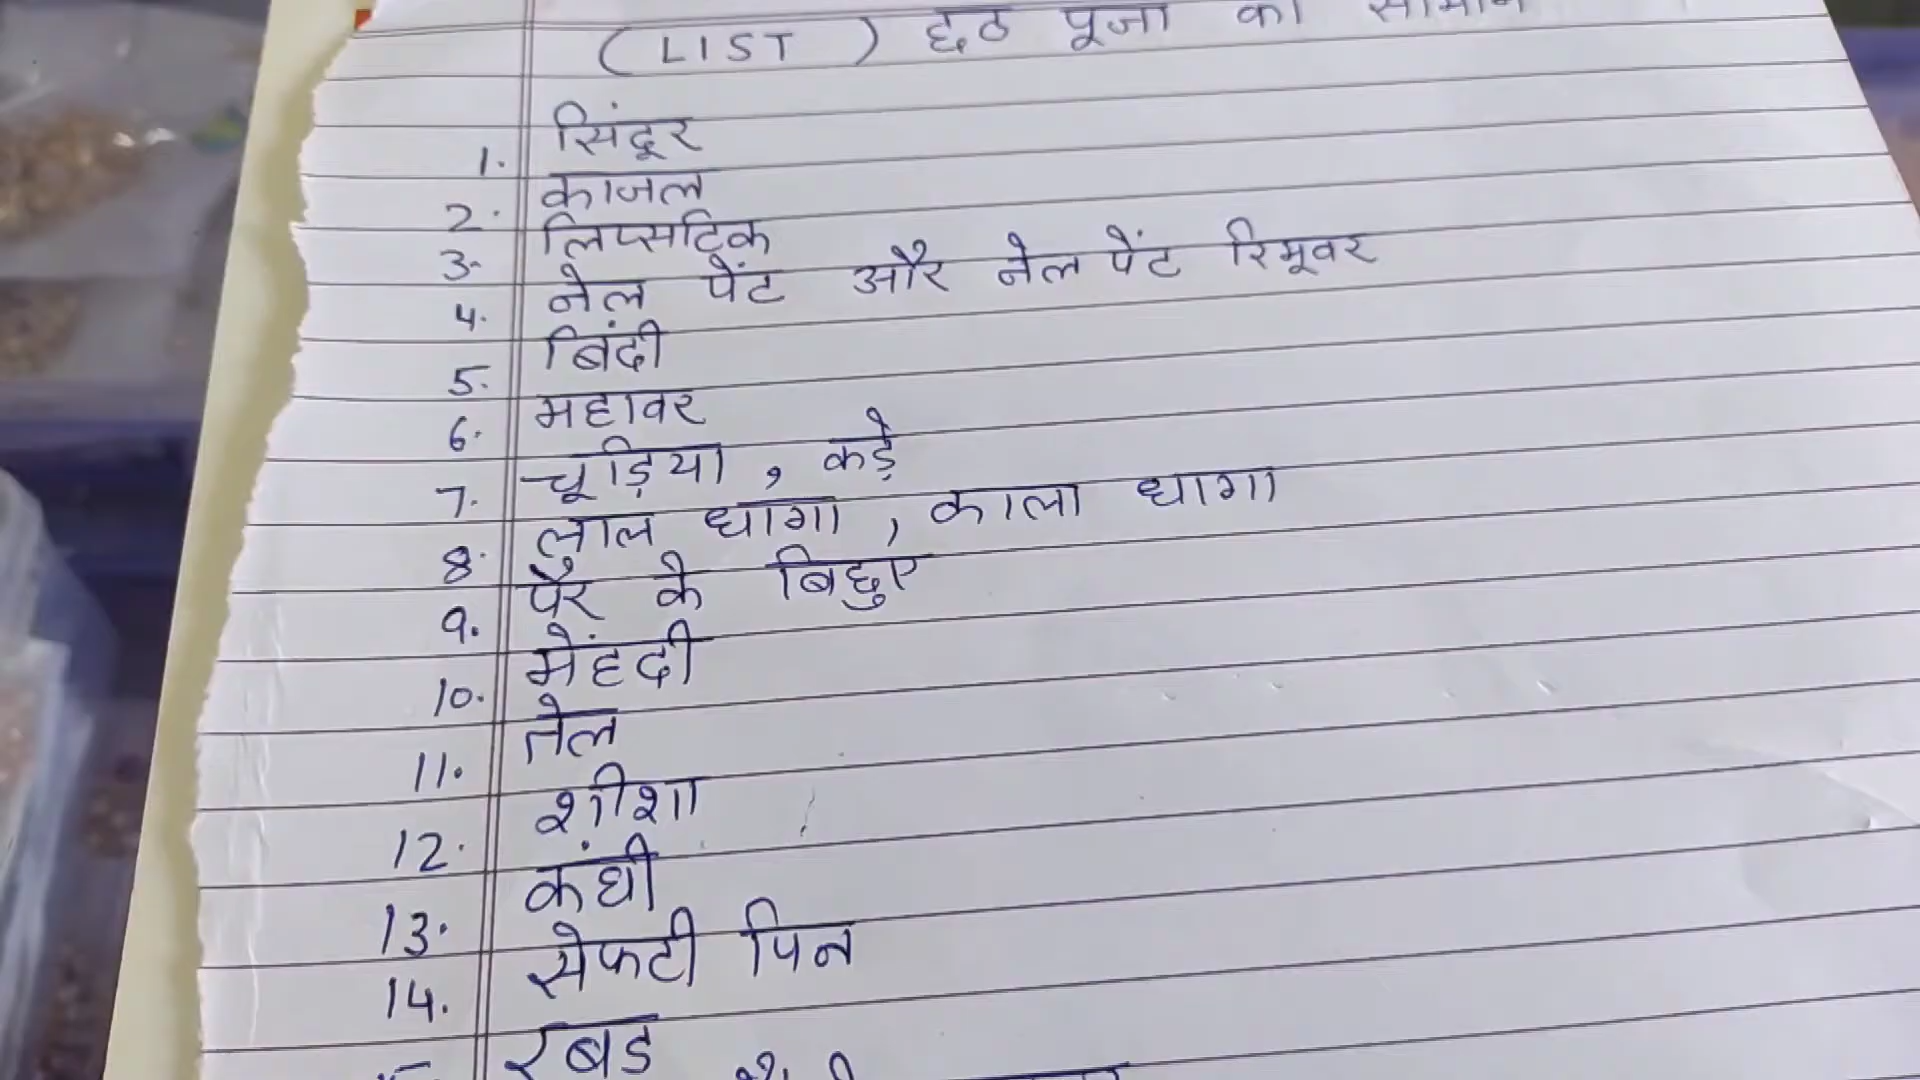 (LIST) छठ पूजा का सामान
1. सिंदूर
2. काजल
3. लिप्सटिक
4. नेल पेंट और नेल पेंट रिमूवर
5. बिंदी
6. महावर
7. चूड़िया, कड़े
8. लाल धागा, काला धागा
9. पैर के बिछुए
10. मेंहदी
11. तेल
12. शीशा
13. कंघी
14. सेफटी पिन
रबड